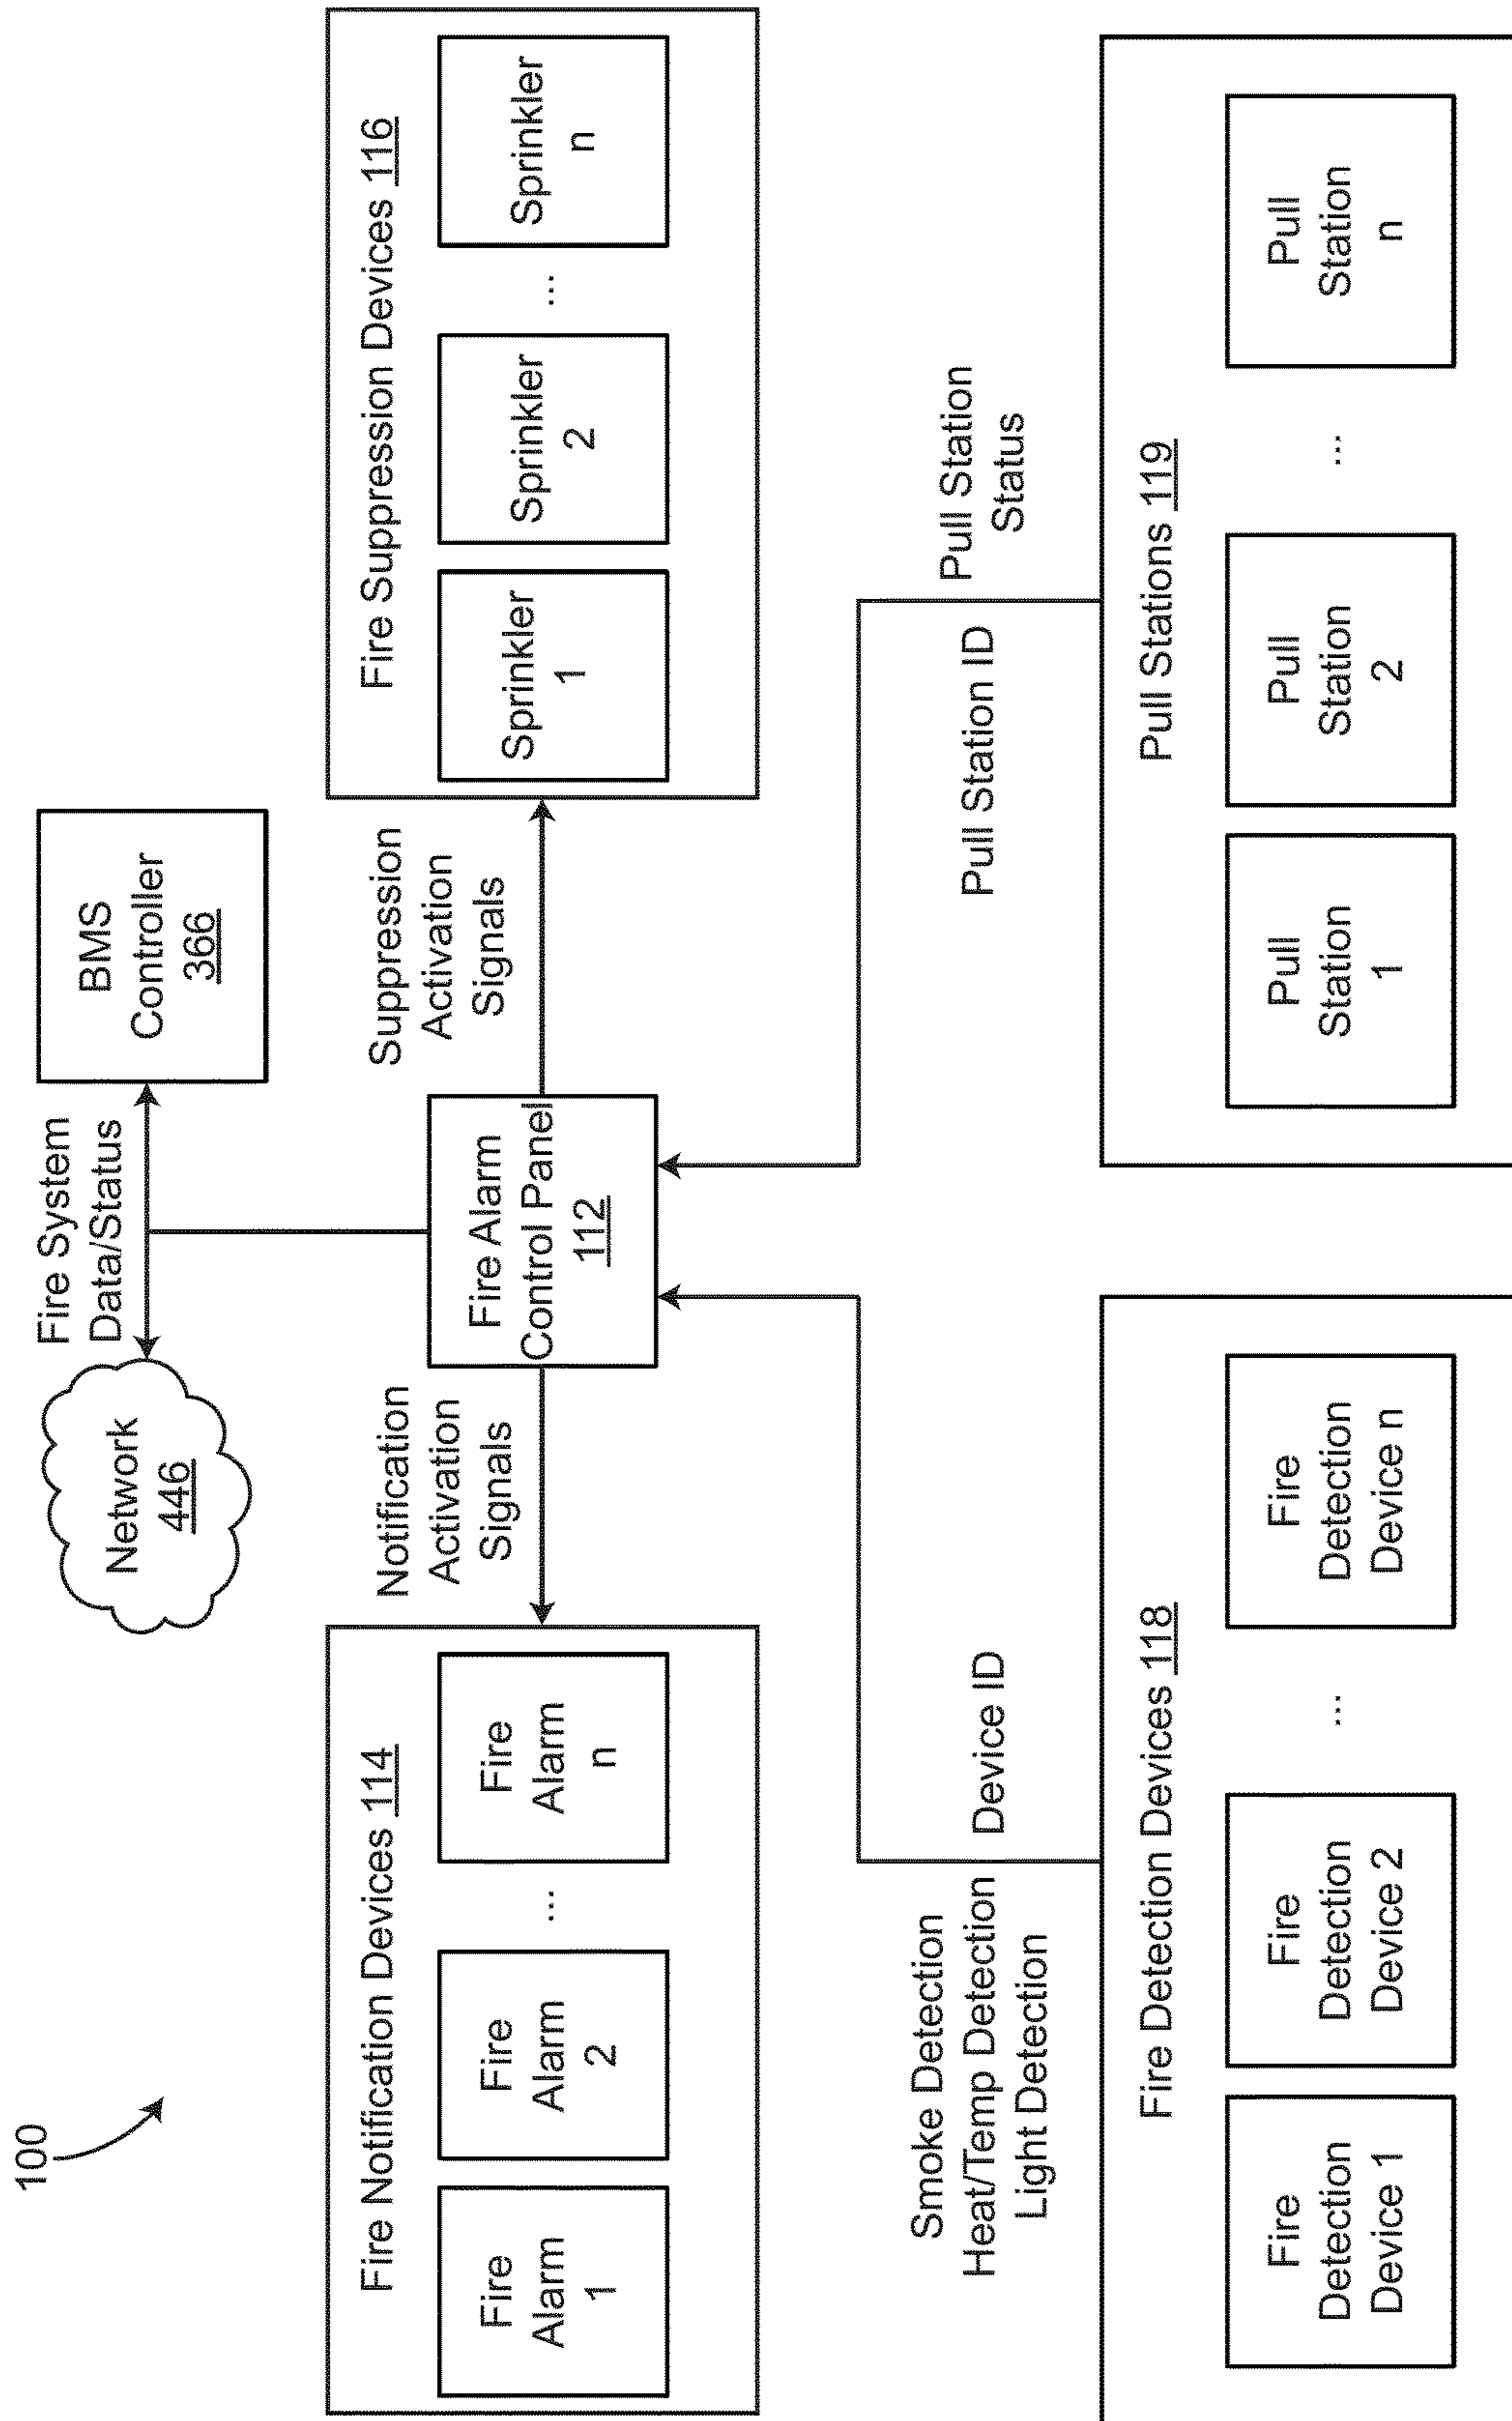 100
Network
446
Fire System
Data/Status
BMS
Controller
366
Fire Notification Devices 114
Fire
Alarm
1
Fire
Alarm
2
...
Fire
Alarm
n
Notification
Activation
Signals
Fire Alarm
Control Panel
112
Suppression
Activation
Signals
Fire Suppression Devices 116
Sprinkler
1
Sprinkler
2
...
Sprinkler
n
Smoke Detection
Heat/Temp Detection
Light Detection
Device ID
Pull Station ID
Pull Station
Status
Fire Detection Devices 118
Fire
Detection
Device 1
Fire
Detection
Device 2
...
Fire
Detection
Device n
Pull Stations 119
Pull
Station
1
Pull
Station
2
...
Pull
Station
n